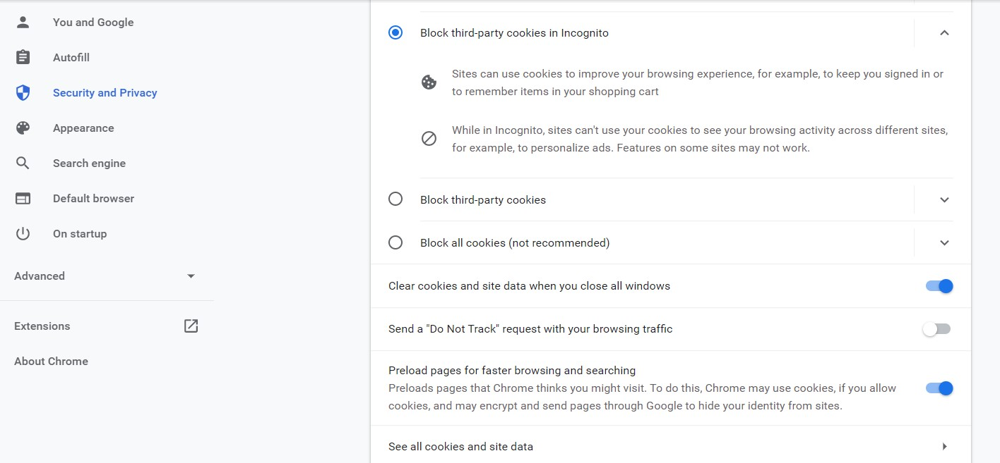 You and Google
Autofill
Security and Privacy
Appearance
Search engine
Default browser
On startup
Advanced
Extensions
About Chrome
Block third-party cookies in Incognito
Sites can use cookies to improve your browsing experience, for example, to keep you signed in or
to remember items in your shopping cart
While in Incognito, sites can't use your cookies to see your browsing activity across different sites,
for example, to personalize ads. Features on some sites may not work.
Block third-party cookies
Block all cookies (not recommended)
Clear cookies and site data when you close all windows
Send a "Do Not Track" request with your browsing traffic
Preload pages for faster browsing and searching
Preloads pages that Chrome thinks you might visit. To do this, Chrome may use cookies, if you allow
cookies, and may encrypt and send pages through Google to hide your identity from sites.
See all cookies and site data